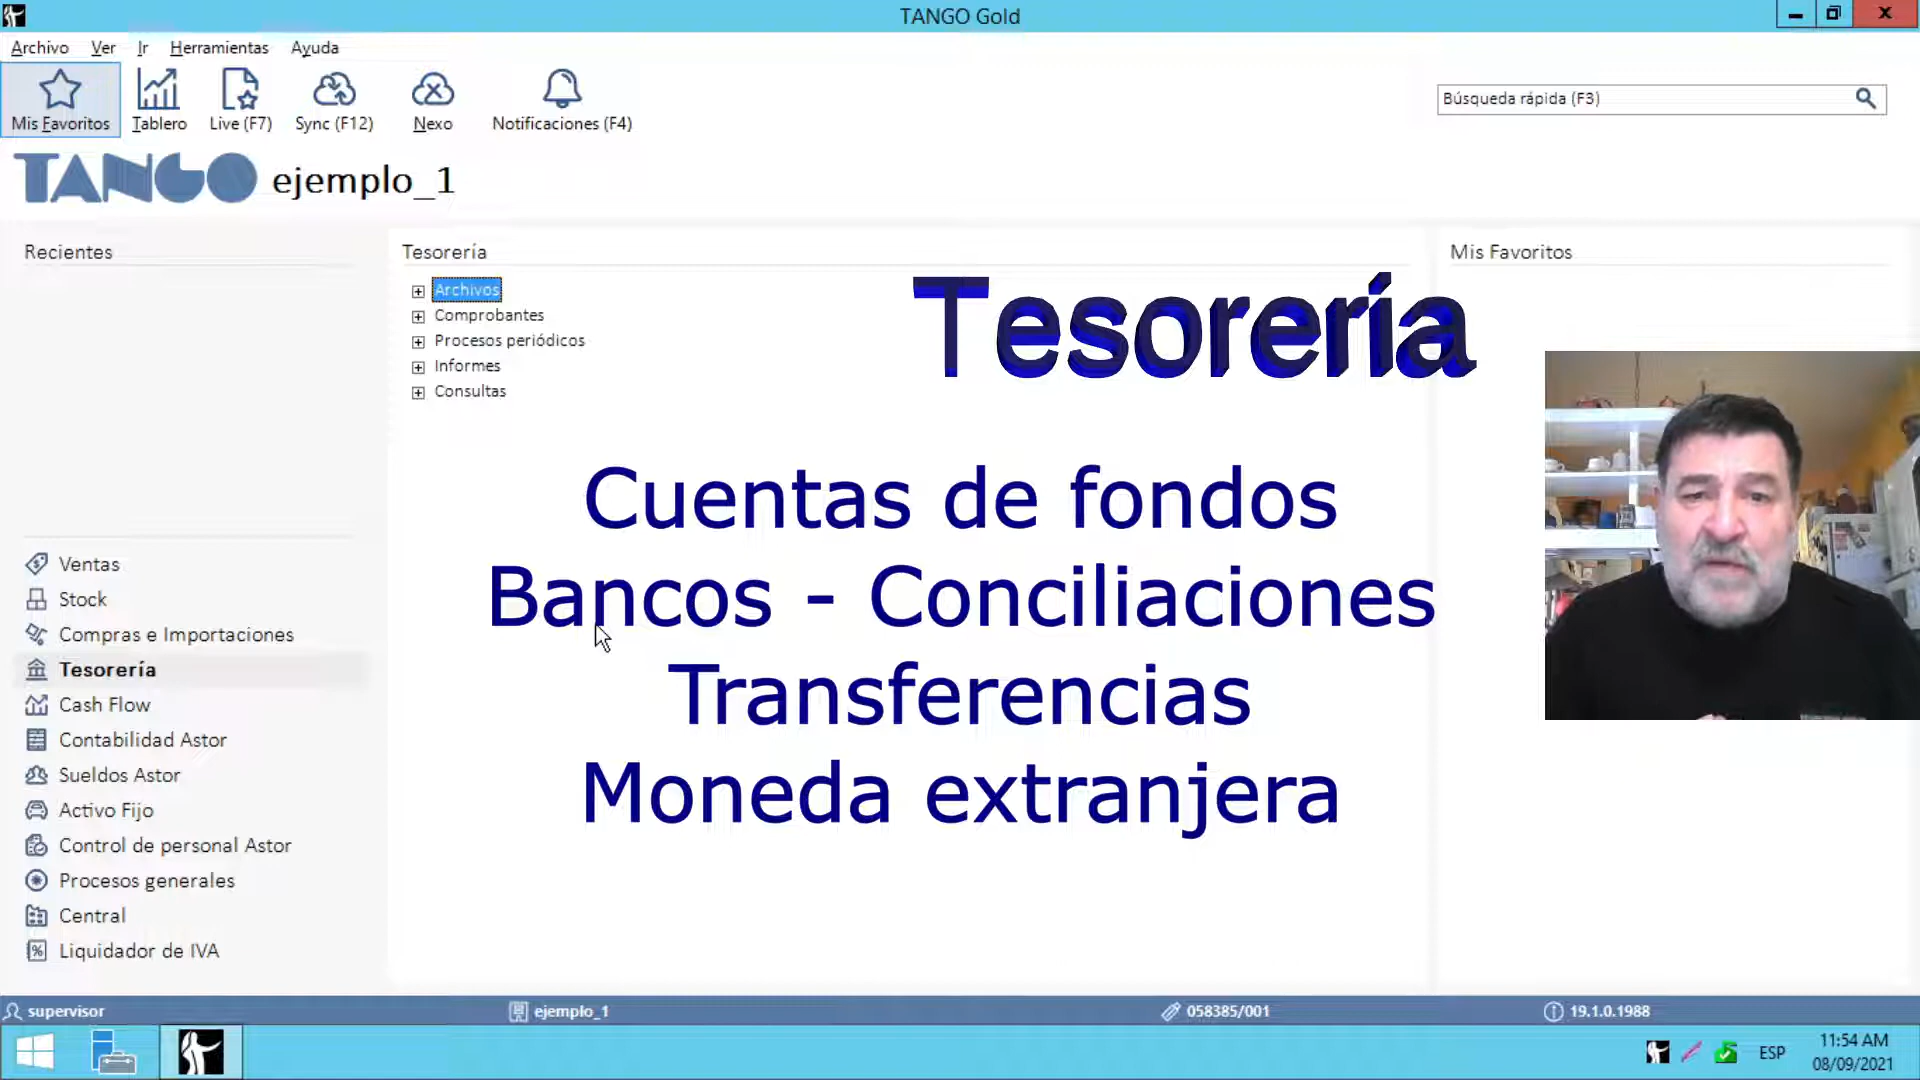 TANGO Gold
Archivo Ver Ir Herramientas Ayuda
Mis Favoritos Tablero Live (F7) Sync (F12) Nexo Notificaciones (F4)
Búsqueda rápida (F3)
TANGO ejemplo_1
Recientes
Ventas
Stock
Compras e Importaciones
Tesorería
Cash Flow
Contabilidad Astor
Sueldos Astor
Activo Fijo
Control de personal Astor
Procesos generales
Central
Liquidador de IVA
Tesorería
Archivos
Comprobantes
Procesos periódicos
Informes
Consultas
Tesorería
Cuentas de fondos
Bancos - Conciliaciones
Transferencias
Moneda extranjera
Mis Favoritos
supervisor ejemplo_1 058385/001 19.1.0.1988
ESP
11:54 AM
08/09/2021